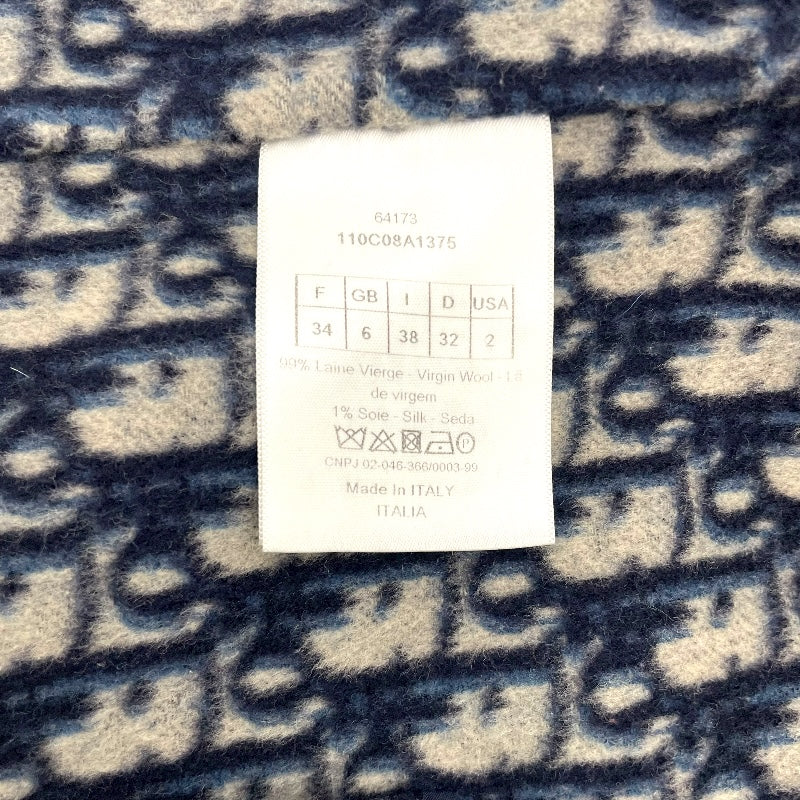 64173
110C08A1375
F GB I D USA
34 6 38 32 2
99% Laine Vierge - Virgin Wool - Lã
de virgem
1% Soie - Silk - Seda
P
CNPJ 02-046-366/0003-99
Made In ITALY
ITALIA